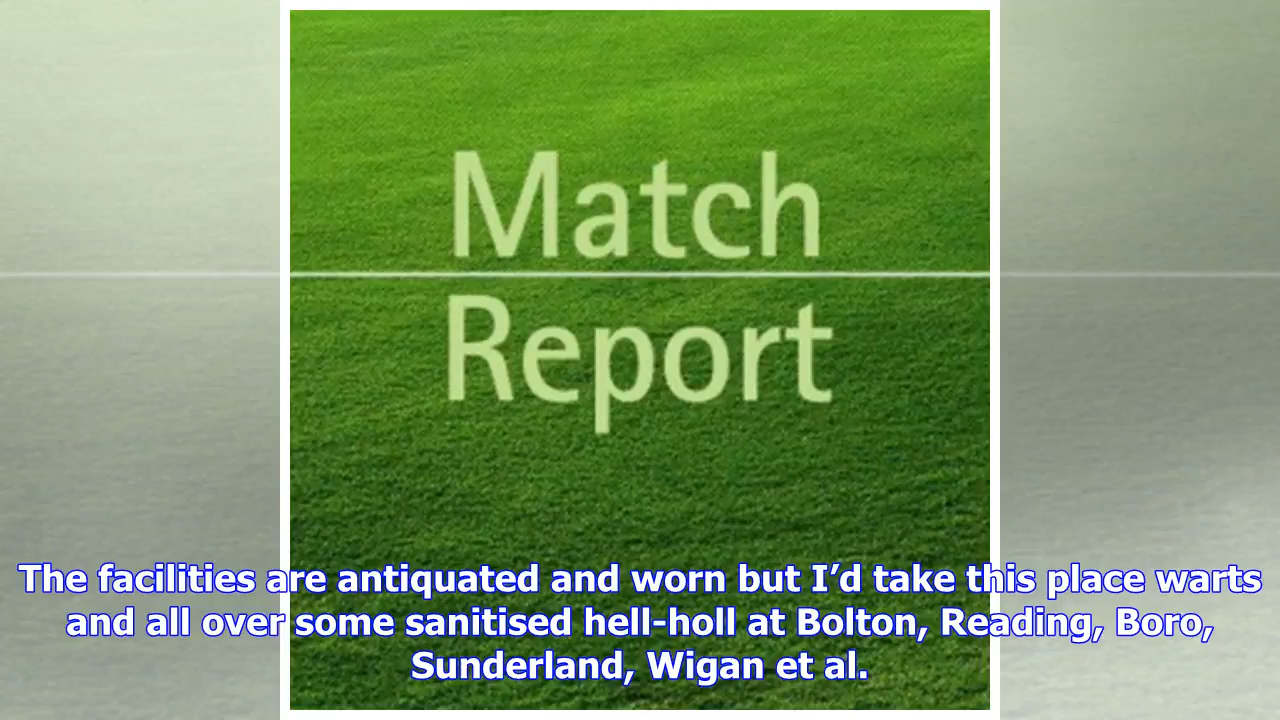 Match
Report
The facilities are antiquated and worn but I’d take this place warts
and all over some sanitised hell-holl at Bolton, Reading, Boro,
Sunderland, Wigan et al.